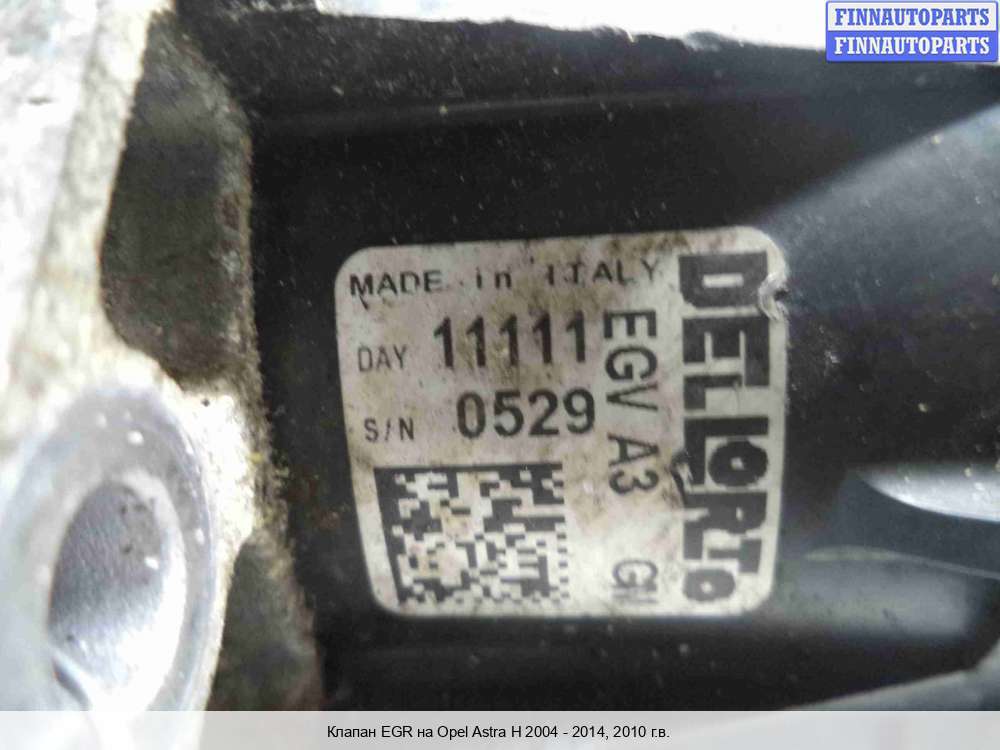 FINNAUTOPARTS
FINNAUTOPARTS
MADE in ITALY
DAY 11111
S/N 0529
EGV A3
DELLORTO
Клапан EGR на Opel Astra H 2004 - 2014, 2010 г.в.